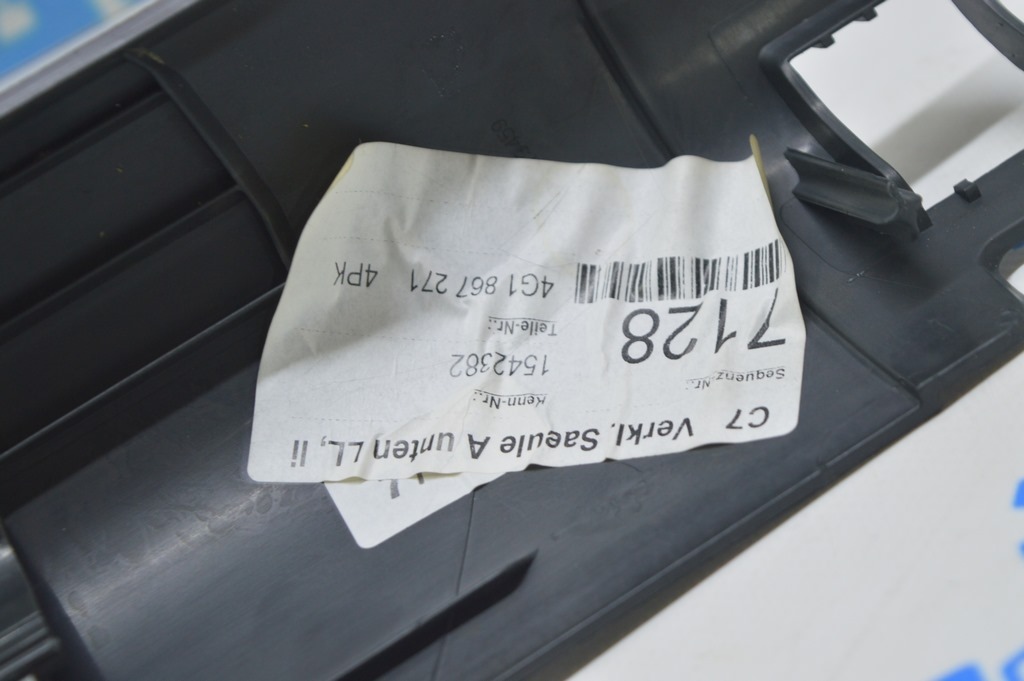 C7 Verkl. Saeule A unten LL, li
Sequenz-Nr.:
7128
Kenn-Nr.:
1542382
Teile-Nr.:
4G1 867 271 4PK